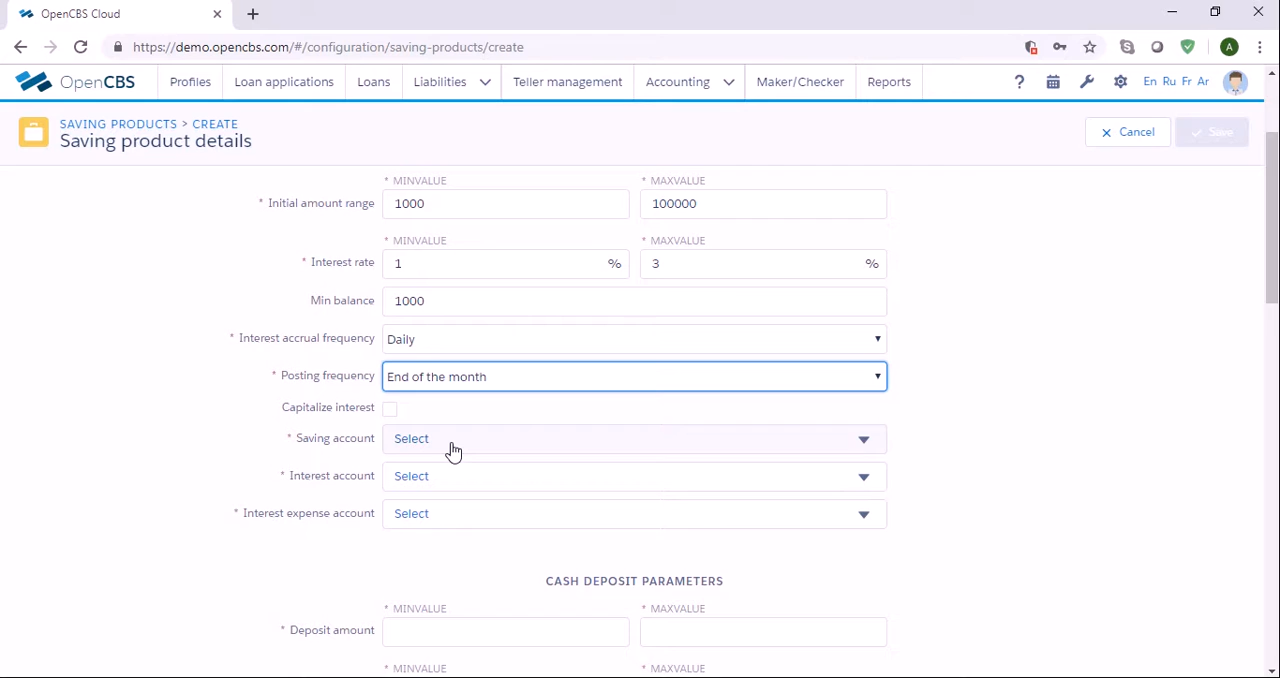 OpenCBS Cloud
https://demo.opencbs.com/#/configuration/saving-products/create
A
OpenCBS Profiles Loan applications Loans Liabilities Teller management Accounting Maker/Checker Reports ? En Ru Fr Ar
SAVING PRODUCTS > CREATE
Saving product details
Cancel Save
* MINVALUE * MAXVALUE
* Initial amount range 1000 100000
* MINVALUE * MAXVALUE
* Interest rate 1 % 3 %
Min balance 1000
* Interest accrual frequency Daily
* Posting frequency End of the month
Capitalize interest
* Saving account Select
* Interest account Select
* Interest expense account Select
CASH DEPOSIT PARAMETERS
* MINVALUE * MAXVALUE
* Deposit amount
* MINVALUE * MAXVALUE